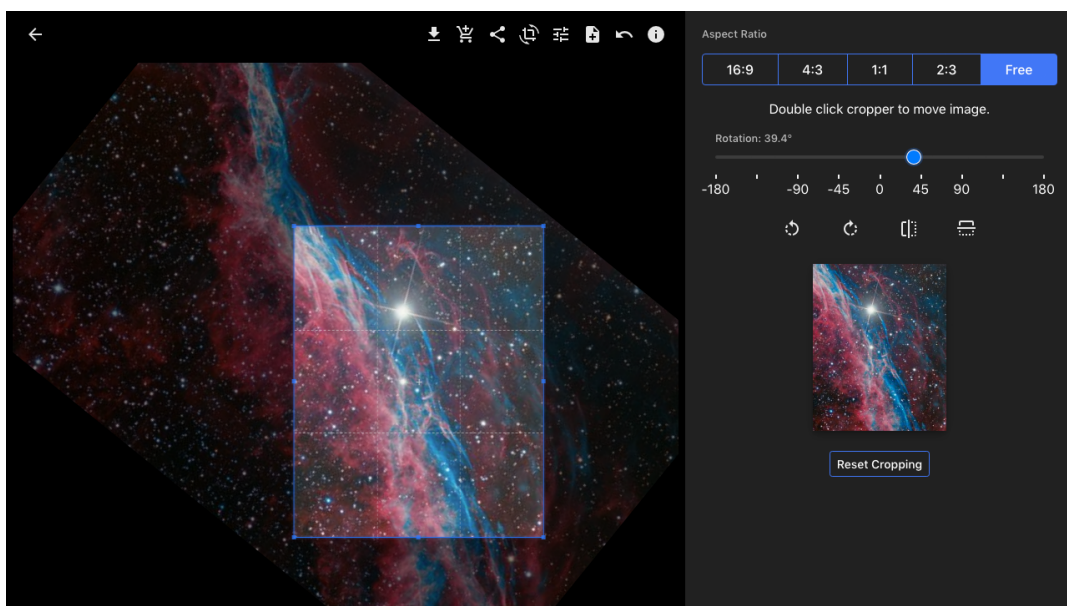 Aspect Ratio
16:9 4:3 1:1 2:3 Free
Double click cropper to move image.
Rotation: 39.4°
-180 -90 -45 0 45 90 180
Reset Cropping